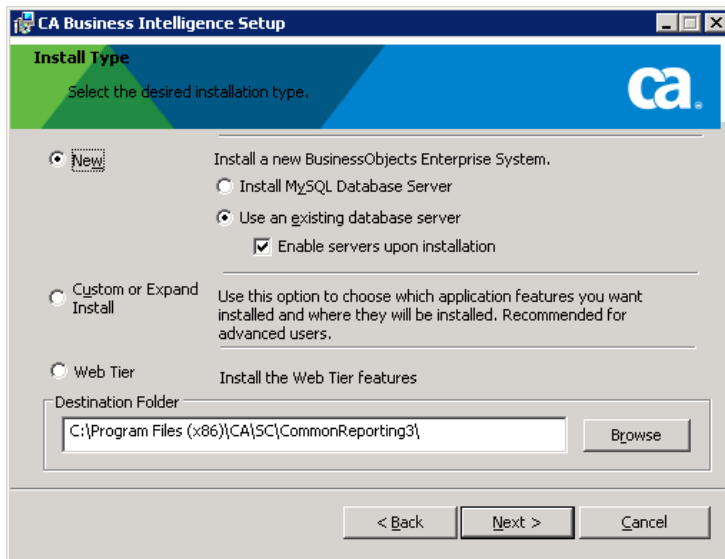 CA Business Intelligence Setup
Install Type
Select the desired installation type.
ca
New
Install a new BusinessObjects Enterprise System.
Install MySQL Database Server
Use an existing database server
Enable servers upon installation
Custom or Expand
Install
Use this option to choose which application features you want
installed and where they will be installed. Recommended for
advanced users.
Web Tier
Install the Web Tier features
Destination Folder
C:\Program Files (x86)\CA\SC\CommonReporting3\
Browse
< Back
Next >
Cancel